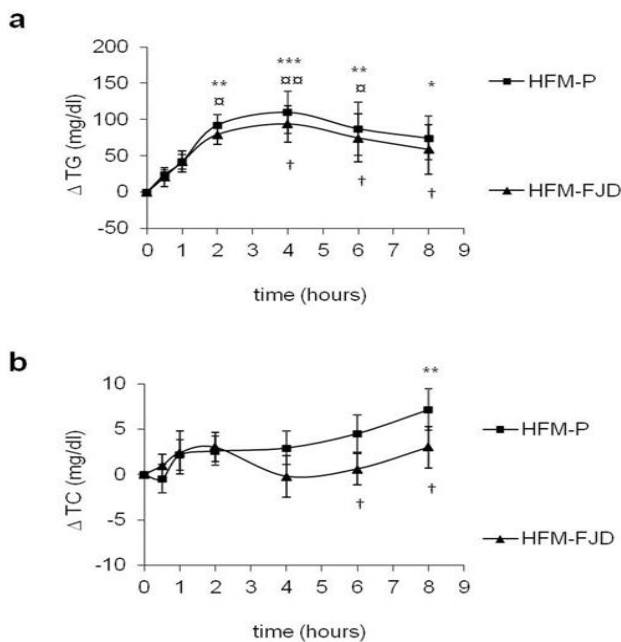 a
200
150
100
50
0
-50
Δ TG (mg/dl)
** *** ** *
¤ ¤¤ ¤
† † †
0 1 2 3 4 5 6 7 8 9
time (hours)
HFM-P
HFM-FJD
b
10
5
0
-5
-10
Δ TC (mg/dl)
**
† †
0 1 2 3 4 5 6 7 8 9
time (hours)
HFM-P
HFM-FJD